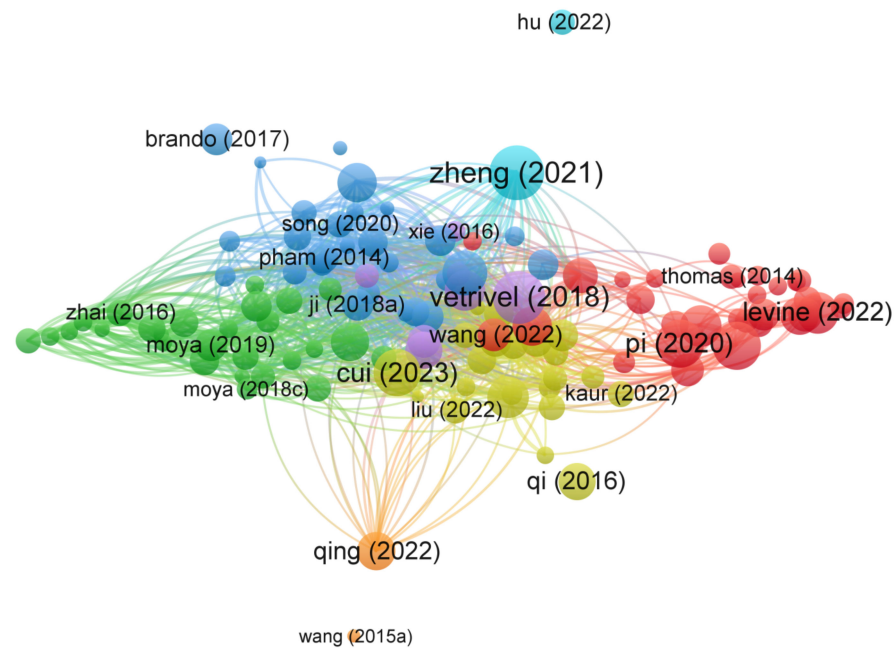 hu (2022)
brando (2017)
zheng (2021)
song (2020)
xie (2016)
pham (2014)
thomas (2014)
vetrivel (2018)
ji (2018a)
zhai (2016)
levine (2022)
wang (2022)
moya (2019)
pi (2020)
cui (2023)
moya (2018c)
kaur (2022)
liu (2022)
qi (2016)
qing (2022)
wang (2015a)